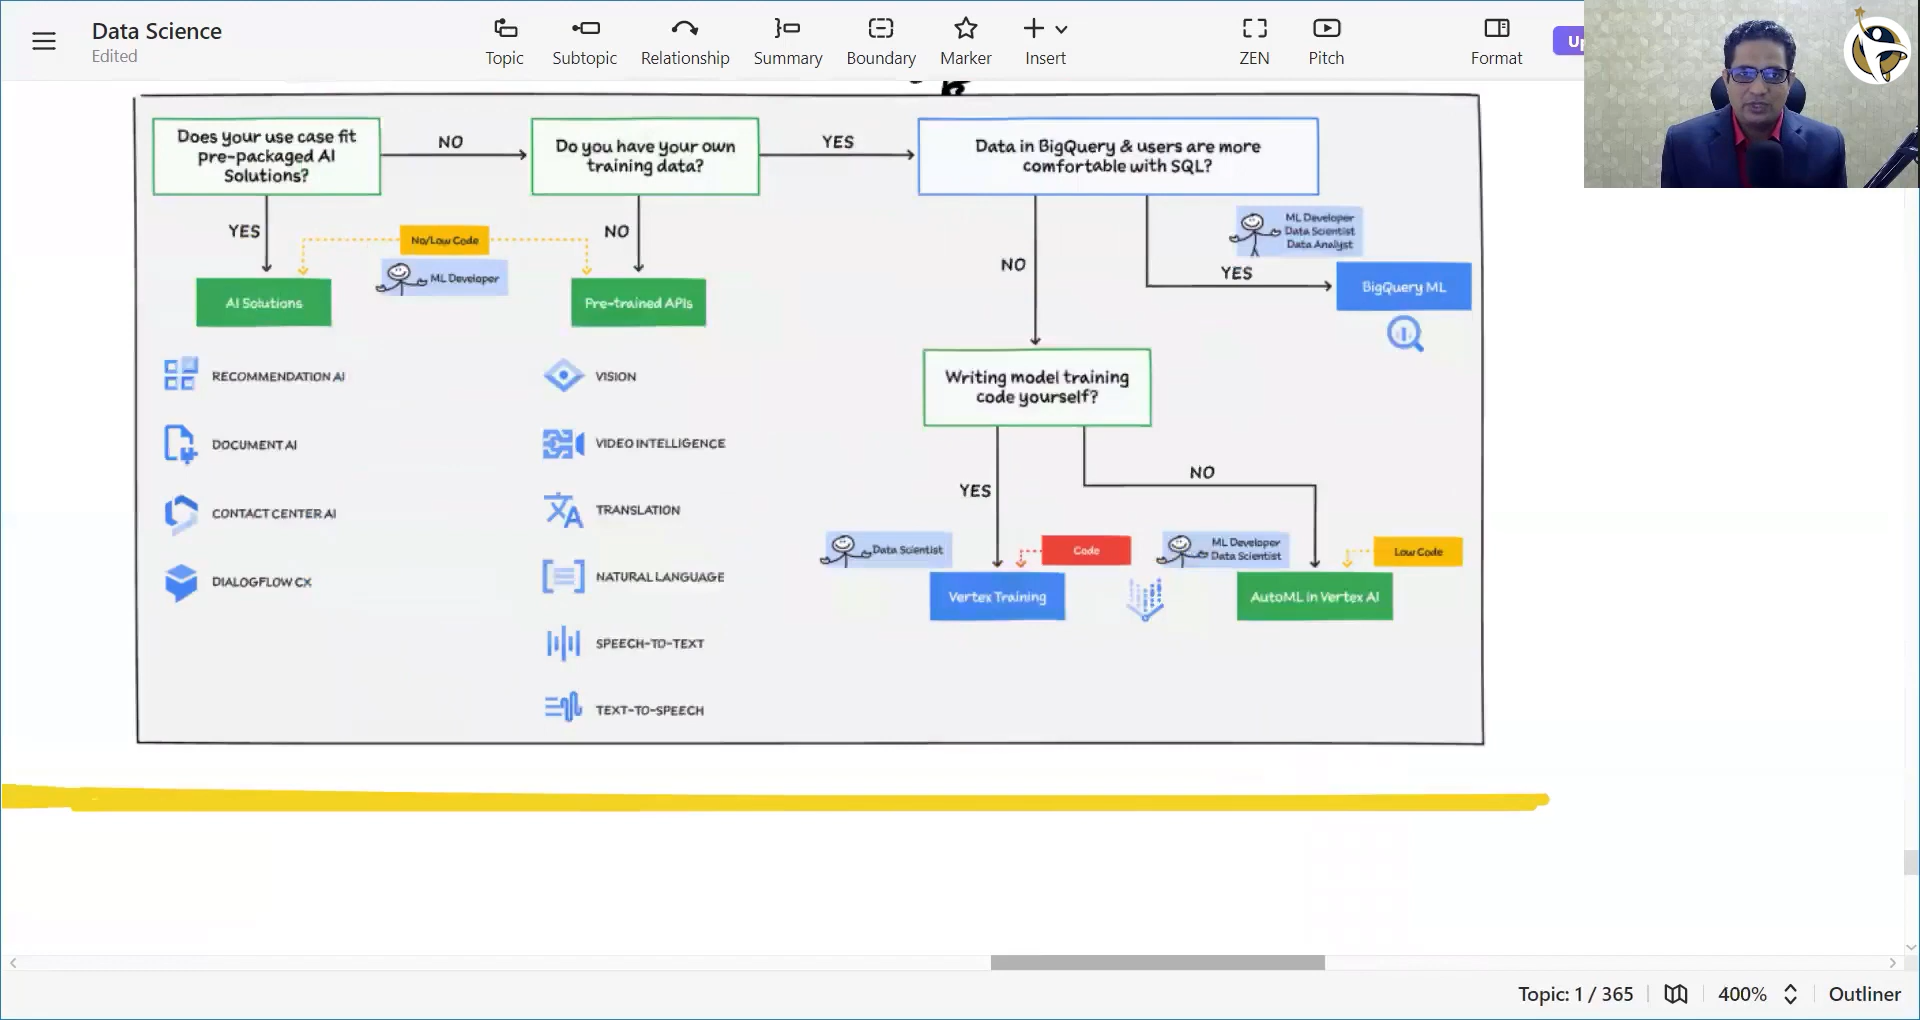 Data Science
Edited
Topic
Subtopic
Relationship
Summary
Boundary
Marker
Insert
ZEN
Pitch
Format
Does your use case fit
pre-packaged AI
Solutions?
NO
Do you have your own
training data?
YES
Data in BigQuery & users are more
comfortable with SQL?
YES
No/Low Code
ML Developer
NO
NO
ML Developer
Data Scientist
Data Analyst
YES
AI Solutions
Pre-trained APIs
BigQuery ML
RECOMMENDATION AI
DOCUMENT AI
CONTACT CENTER AI
DIALOGFLOW CX
VISION
VIDEO INTELLIGENCE
TRANSLATION
NATURAL LANGUAGE
SPEECH-TO-TEXT
TEXT-TO-SPEECH
Writing model training
code yourself?
YES
NO
Data Scientist
Code
ML Developer
Data Scientist
Low Code
Vertex Training
AutoML in Vertex AI
Topic: 1 / 365
400%
Outliner